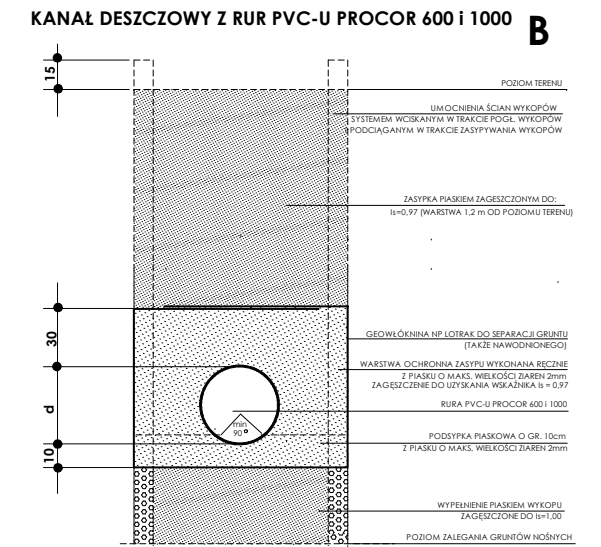 KANAŁ DESZCZOWY Z RUR PVC-U PROCOR 600 i 1000
B
15
POZIOM TERENU
UMOCNIENIA ŚCIAN WYKOPÓW
SYSTEMEM WCISKANYM W TRAKCIE POGŁ. WYKOPÓW
PODCIĄGANYM W TRAKCIE ZASYPYWANIA WYKOPÓW
ZASYPKA PIASKIEM ZAGĘSZCZONYM DO:
Is=0,97 (WARSTWA 1,2 m OD POZIOMU TERENU)
30
GEOWŁÓKNINA NP LOTRAK DO SEPARACJI GRUNTU
(TAKŻE NAWODNIONEGO)
WARSTWA OCHRONNA ZASYPU WYKONANA RĘCZNIE
Z PIASKU O MAKS. WIELKOŚCI ZIAREN 2mm
ZAGĘSZCZENIE DO UZYSKANIA WSKAŹNIKA Is = 0,97
d
RURA PVC-U PROCOR 600 i 1000
min
90°
PODSYPKA PIASKOWA O GR. 10cm
Z PIASKU O MAKS. WIELKOŚCI ZIAREN 2mm
10
WYPEŁNIENIE PIASKIEM WYKOPU
ZAGĘSZCZONE DO Is=1,00
POZIOM ZALEGANIA GRUNTÓW NOŚNYCH